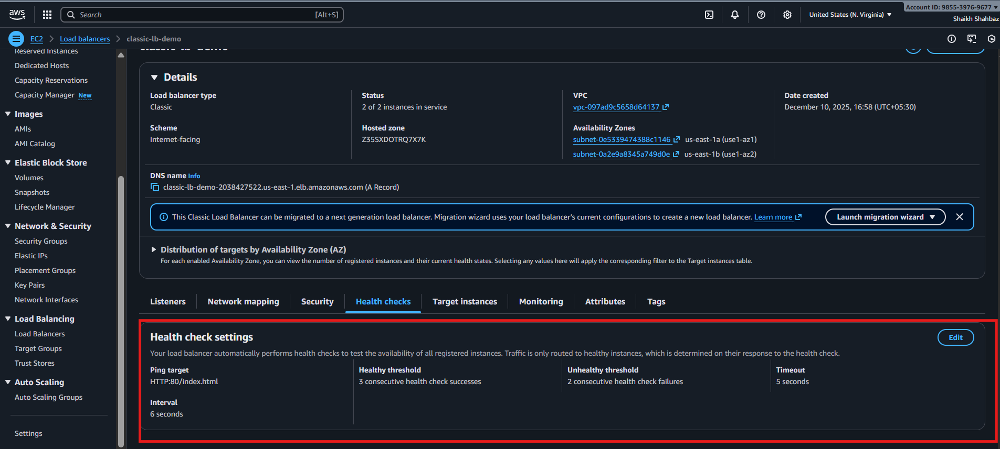 aws
Search
[Alt+S]
United States (N. Virginia)
Account ID: 9855-3976-9677
Shaikh Shahbaz
EC2
Load balancers
classic-lb-demo
Reserved Instances
Dedicated Hosts
Capacity Reservations
Capacity Manager New
Images
AMIs
AMI Catalog
Elastic Block Store
Volumes
Snapshots
Lifecycle Manager
Network & Security
Security Groups
Elastic IPs
Placement Groups
Key Pairs
Network Interfaces
Load Balancing
Load Balancers
Target Groups
Trust Stores
Auto Scaling
Auto Scaling Groups
Settings
classic-lb-demo
Details
Load balancer type
Classic
Status
2 of 2 instances in service
VPC
vpc-097ad9c5658d64137
Date created
December 10, 2025, 16:58 (UTC+05:30)
Scheme
Internet-facing
Hosted zone
Z35SXDOTRQ7X7K
Availability Zones
subnet-0e5339474388c1146 us-east-1a (use1-az1)
subnet-0a2e9a8345a749d0e us-east-1b (use1-az2)
DNS name Info
classic-lb-demo-2038427522.us-east-1.elb.amazonaws.com (A Record)
This Classic Load Balancer can be migrated to a next generation load balancer. Migration wizard uses your load balancer's current configurations to create a new load balancer. Learn more
Launch migration wizard
Distribution of targets by Availability Zone (AZ)
For each enabled Availability Zone, you can view the number of registered instances and their current health states. Selecting any values here will apply the corresponding filter to the Target instances table.
Listeners
Network mapping
Security
Health checks
Target instances
Monitoring
Attributes
Tags
Health check settings
Edit
Your load balancer automatically performs health checks to test the availability of all registered instances. Traffic is only routed to healthy instances, which is determined on their response to the health check.
Ping target
HTTP:80/index.html
Healthy threshold
3 consecutive health check successes
Unhealthy threshold
2 consecutive health check failures
Timeout
5 seconds
Interval
6 seconds